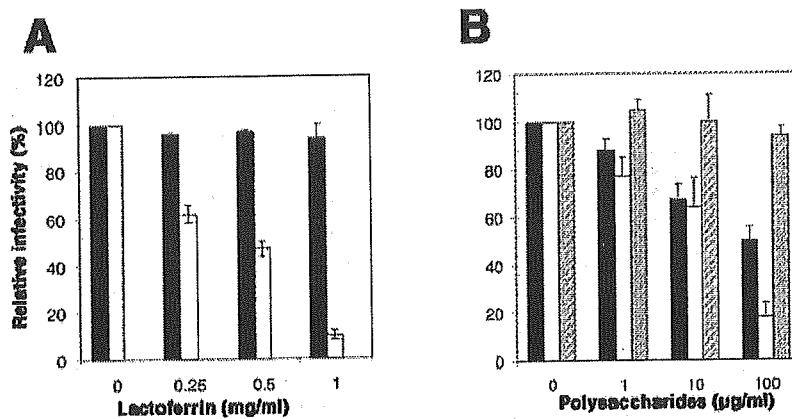 A
B
Relative Infectivity (%)
120
100
80
60
40
20
0
0 0.25 0.5 1
Lactoferrin (mg/ml)
120
100
80
60
40
20
0
0 1 10 100
Polysaccharides (µg/ml)